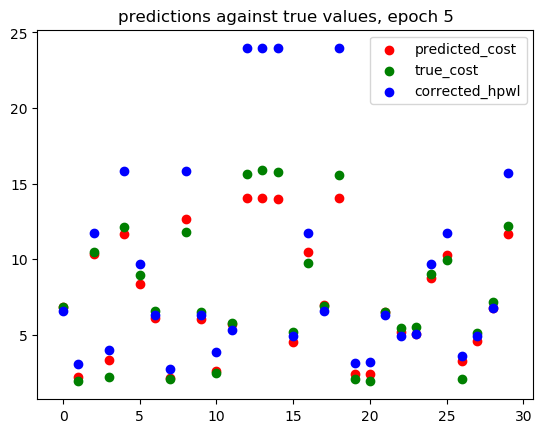 predictions against true values, epoch 5
predicted_cost
true_cost
corrected_hpwl
25
20
15
10
5
0 5 10 15 20 25 30